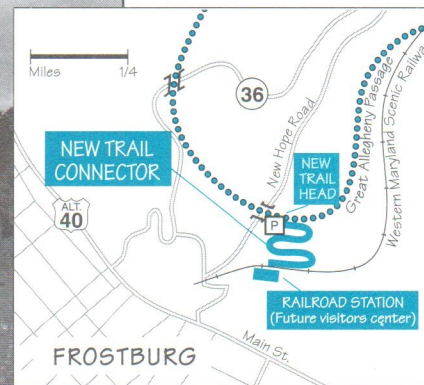 Miles
1/4
36
NEW TRAIL
CONNECTOR
New Hope Road
NEW
TRAIL
HEAD
Great Allegheny Passage
Western Maryland Scenic Railwa
ALT.
40
P
RAILROAD STATION
(Future visitors center)
FROSTBURG
Main St.